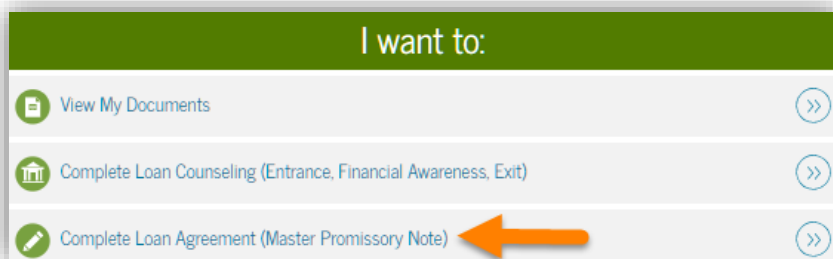 I want to:
View My Documents
Complete Loan Counseling (Entrance, Financial Awareness, Exit)
Complete Loan Agreement (Master Promissory Note)